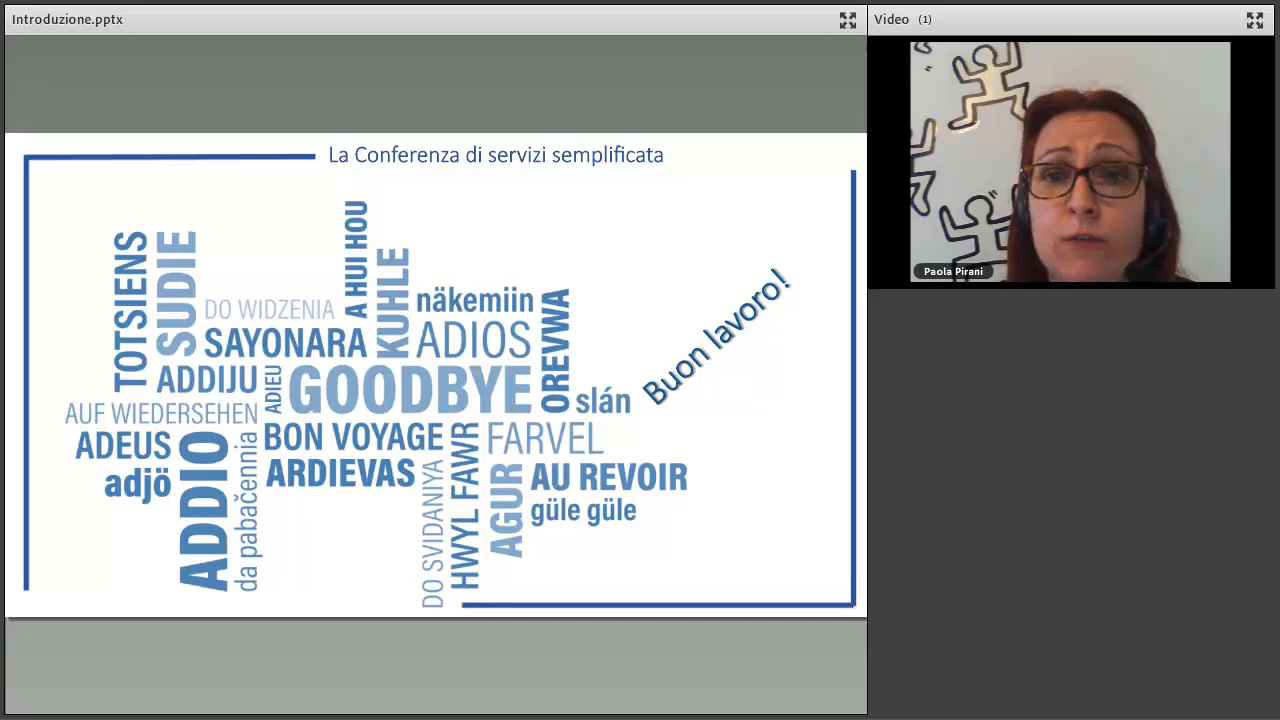 Introduzione.pptx
Video (1)
Paola Pirani
La Conferenza di servizi semplificata
TOTSIENS
SUDIE
DO WIDZENIA
A HUI HOU
KUHLE
näkemiin
SAYONARA
ADIOS
OREVWA
ADDIJU
ADIEU
GOODBYE
slán
Buon lavoro!
AUF WIEDERSEHEN
ADEUS
adjö
ADDIO
da pabačennia
BON VOYAGE
ARDIEVAS
DO SVIDANIYA
HWYL FAWR
FARVEL
AGUR
AU REVOIR
güle güle